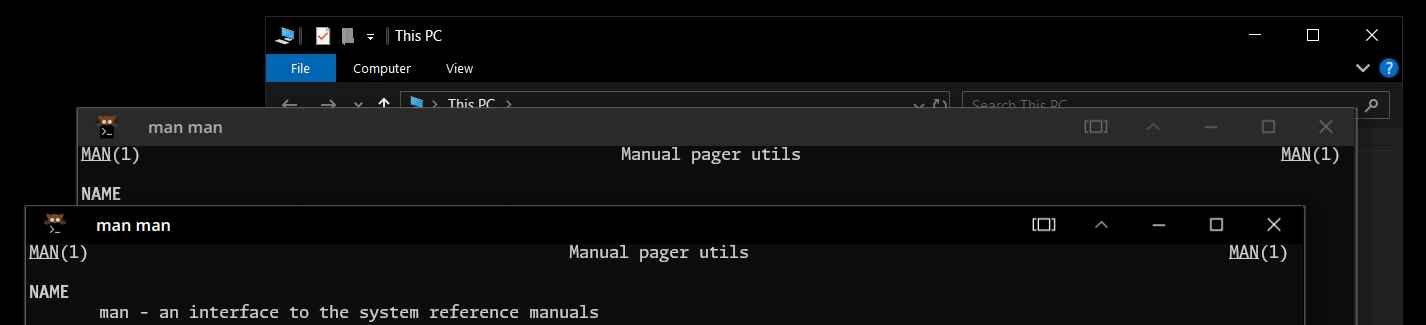 This PC
File Computer View
This PC
Search This PC
man man
MAN(1) Manual pager utils MAN(1)
NAME
man man
MAN(1) Manual pager utils MAN(1)
NAME
man - an interface to the system reference manuals